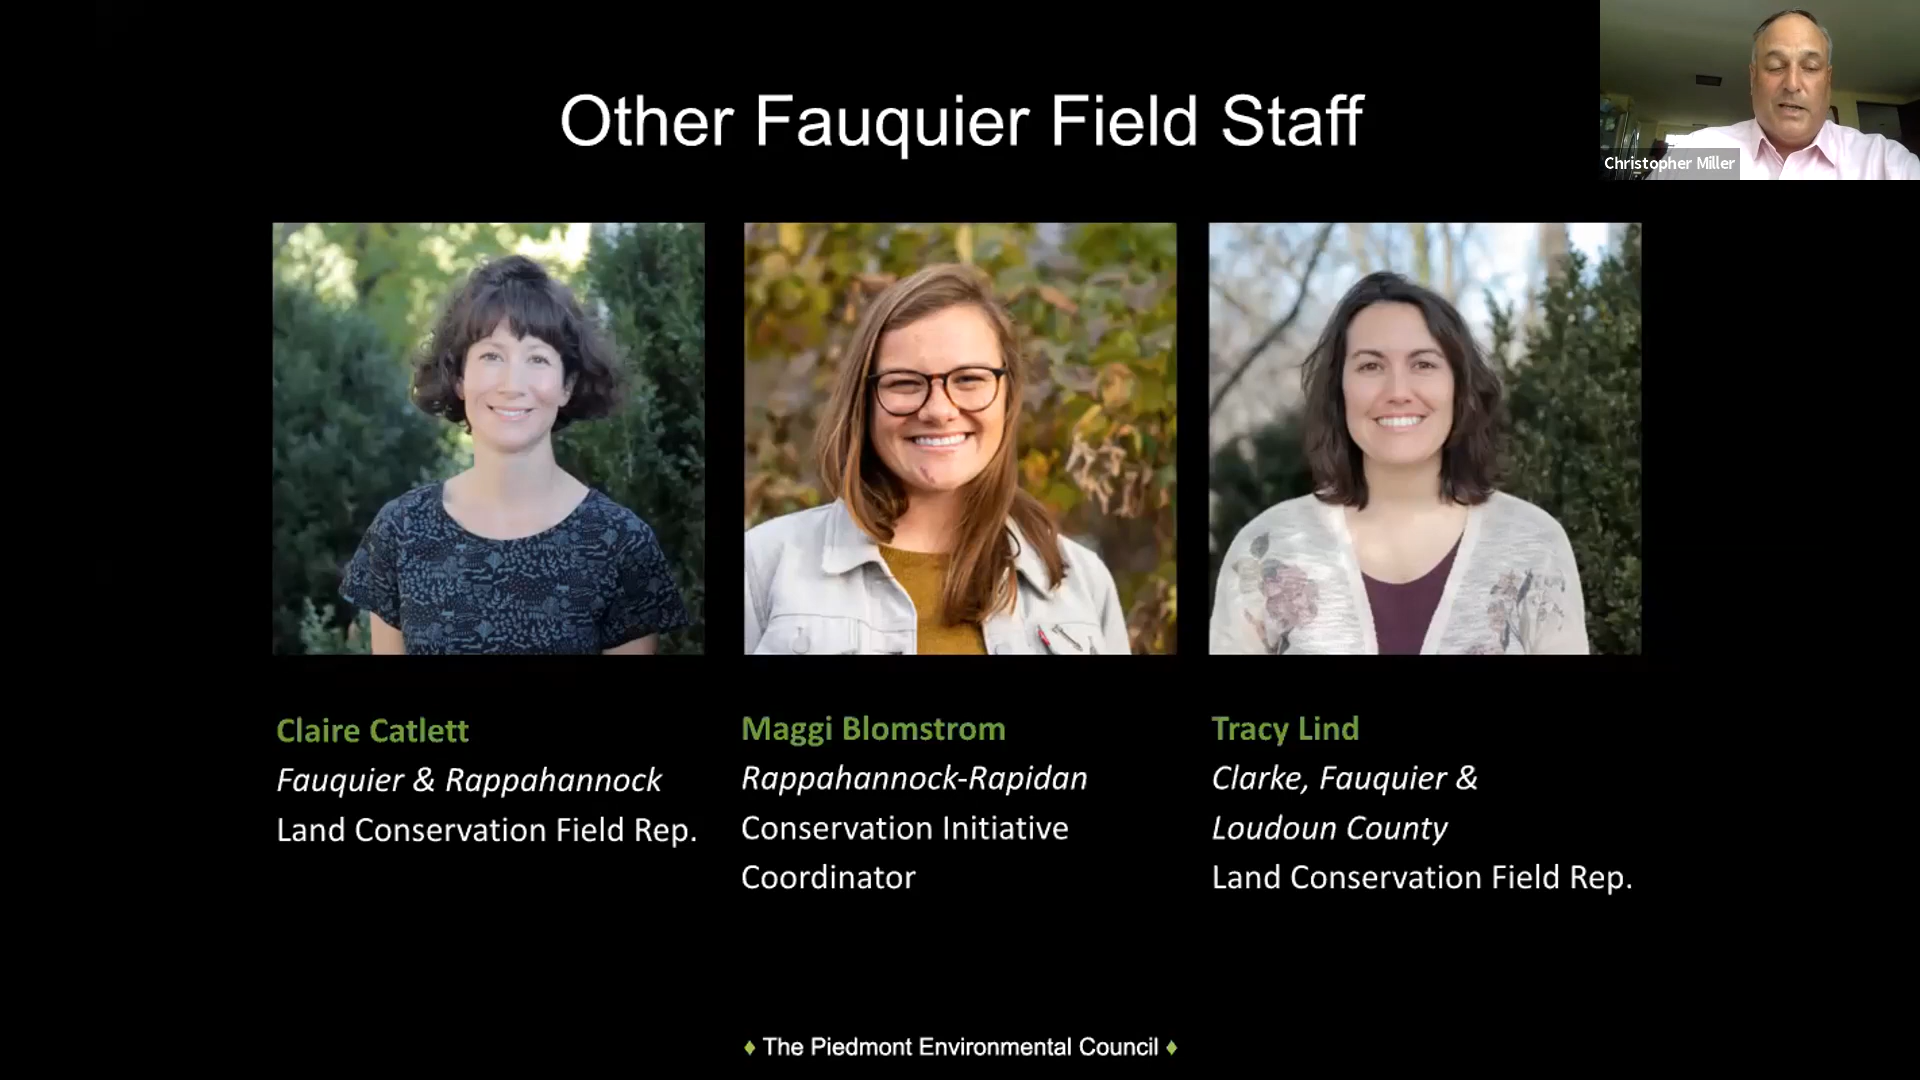 Other Fauquier Field Staff
Christopher Miller
Claire Catlett
Fauquier & Rappahannock
Land Conservation Field Rep.
Maggi Blomstrom
Rappahannock-Rapidan
Conservation Initiative
Coordinator
Tracy Lind
Clarke, Fauquier &
Loudoun County
Land Conservation Field Rep.
♦ The Piedmont Environmental Council ♦